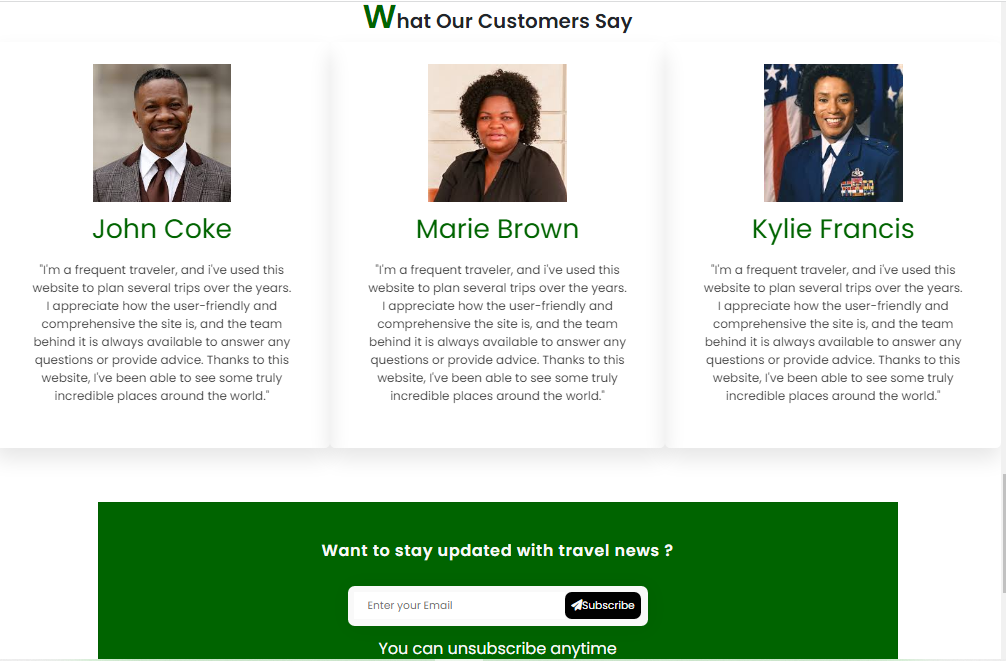 What Our Customers Say
John Coke
"I'm a frequent traveler, and i've used this
website to plan several trips over the years.
I appreciate how the user-friendly and
comprehensive the site is, and the team
behind it is always available to answer any
questions or provide advice. Thanks to this
website, I've been able to see some truly
incredible places around the world."
Marie Brown
"I'm a frequent traveler, and i've used this
website to plan several trips over the years.
I appreciate how the user-friendly and
comprehensive the site is, and the team
behind it is always available to answer any
questions or provide advice. Thanks to this
website, I've been able to see some truly
incredible places around the world."
Kylie Francis
"I'm a frequent traveler, and i've used this
website to plan several trips over the years.
I appreciate how the user-friendly and
comprehensive the site is, and the team
behind it is always available to answer any
questions or provide advice. Thanks to this
website, I've been able to see some truly
incredible places around the world."
Want to stay updated with travel news ?
Enter your Email
Subscribe
You can unsubscribe anytime